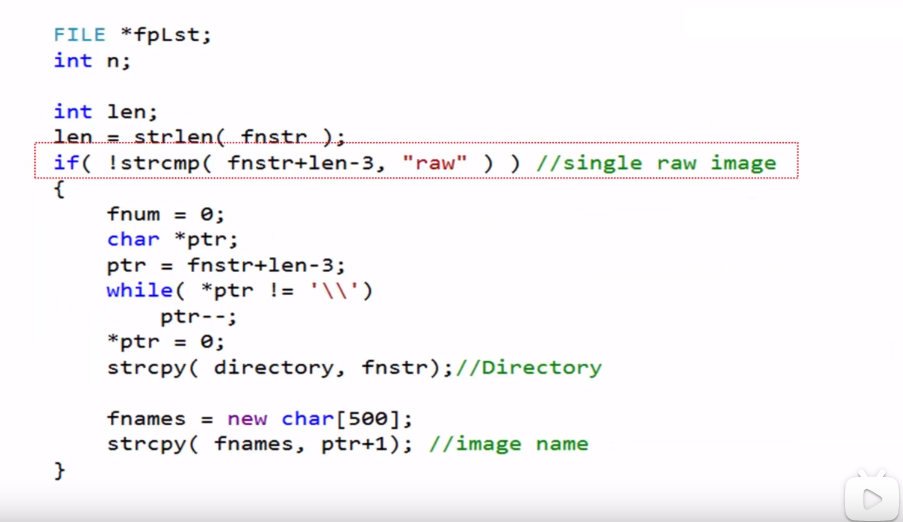 FILE *fpLst;
int n;
int len;
len = strlen( fnstr );
if( !strcmp( fnstr+len-3, "raw" ) ) //single raw image
{
fnum = 0;
char *ptr;
ptr = fnstr+len-3;
while( *ptr != '\\')
ptr--;
*ptr = 0;
strcpy( directory, fnstr);//Directory
fnames = new char[500];
strcpy( fnames, ptr+1); //image name
}